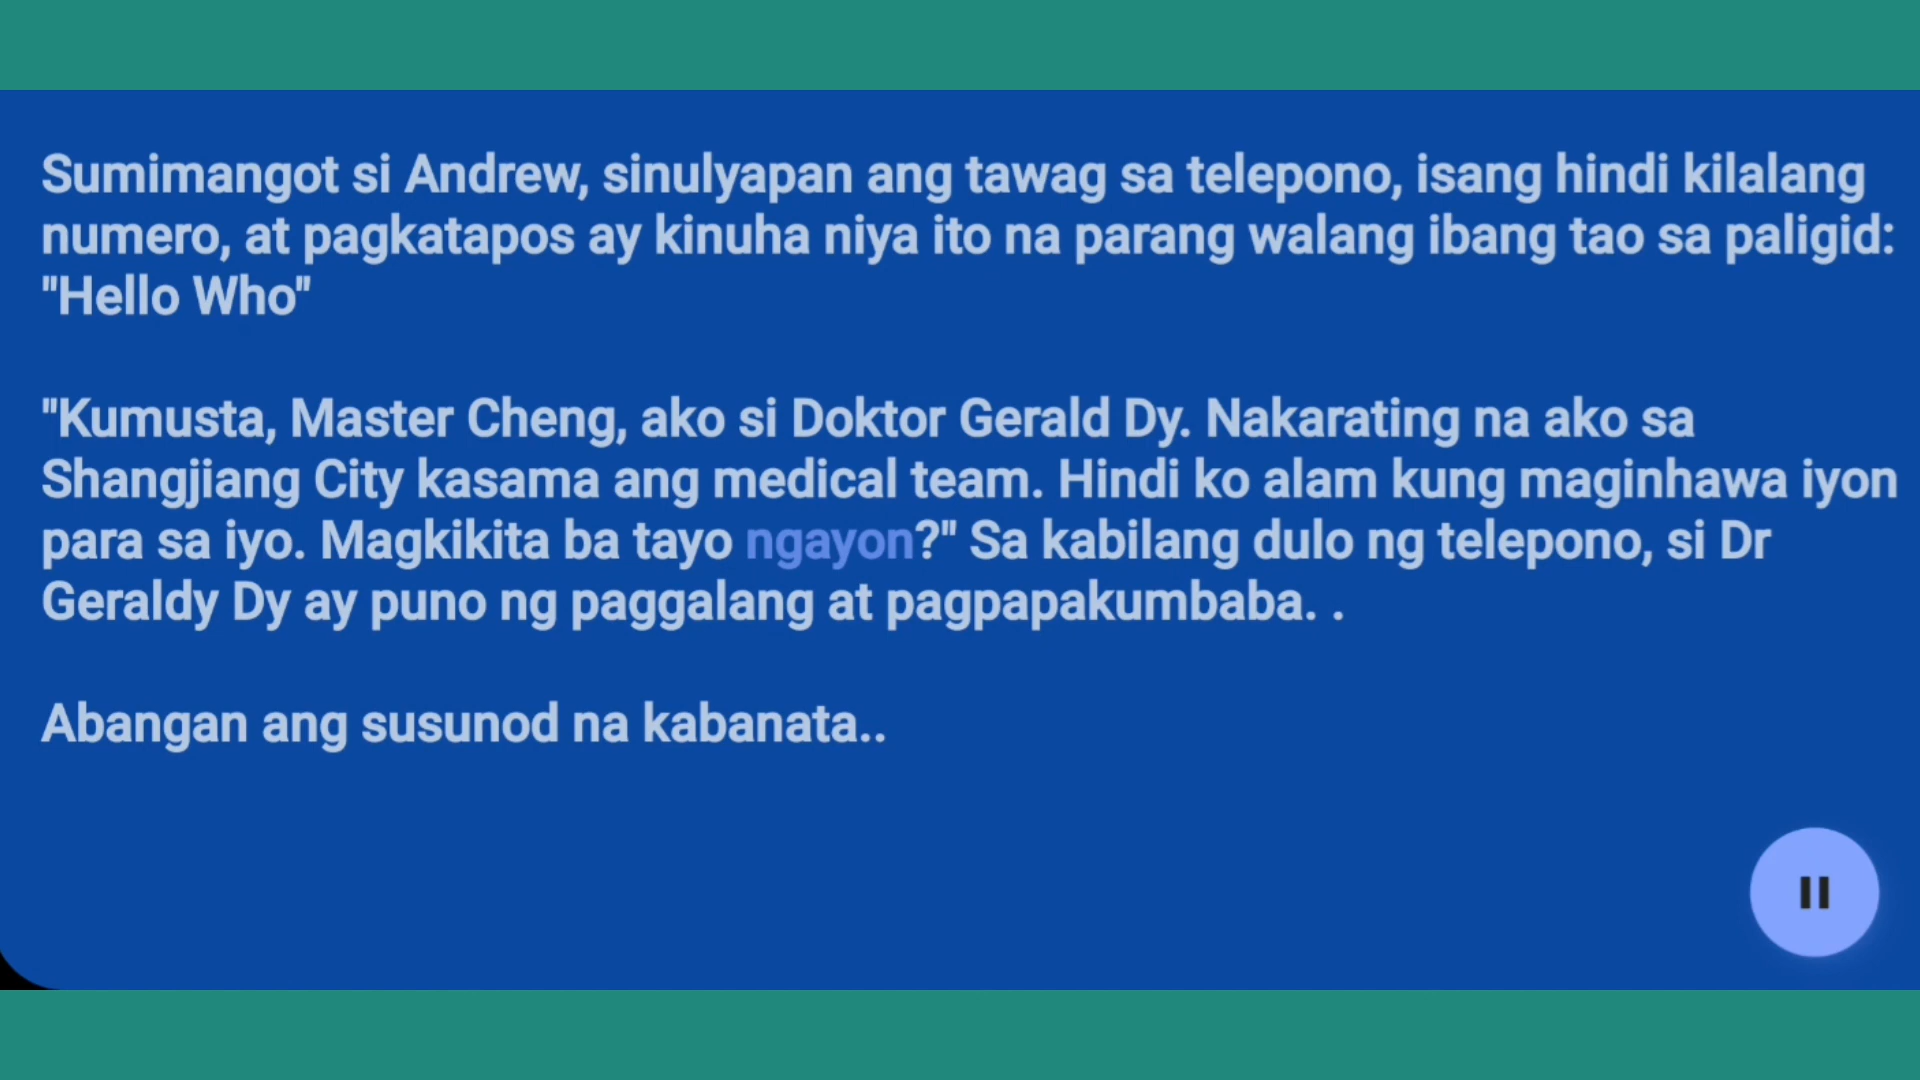 Sumimangot si Andrew, sinulyapan ang tawag sa telepono, isang hindi kilalang
numero, at pagkatapos ay kinuha niya ito na parang walang ibang tao sa paligid:
"Hello Who"
"Kumusta, Master Cheng, ako si Doktor Gerald Dy. Nakarating na ako sa
Shangjiang City kasama ang medical team. Hindi ko alam kung maginhawa iyon
para sa iyo. Magkikita ba tayo ngayon?" Sa kabilang dulo ng telepono, si Dr
Geraldy Dy ay puno ng paggalang at pagpapakumbaba. .
Abangan ang susunod na kabanata..